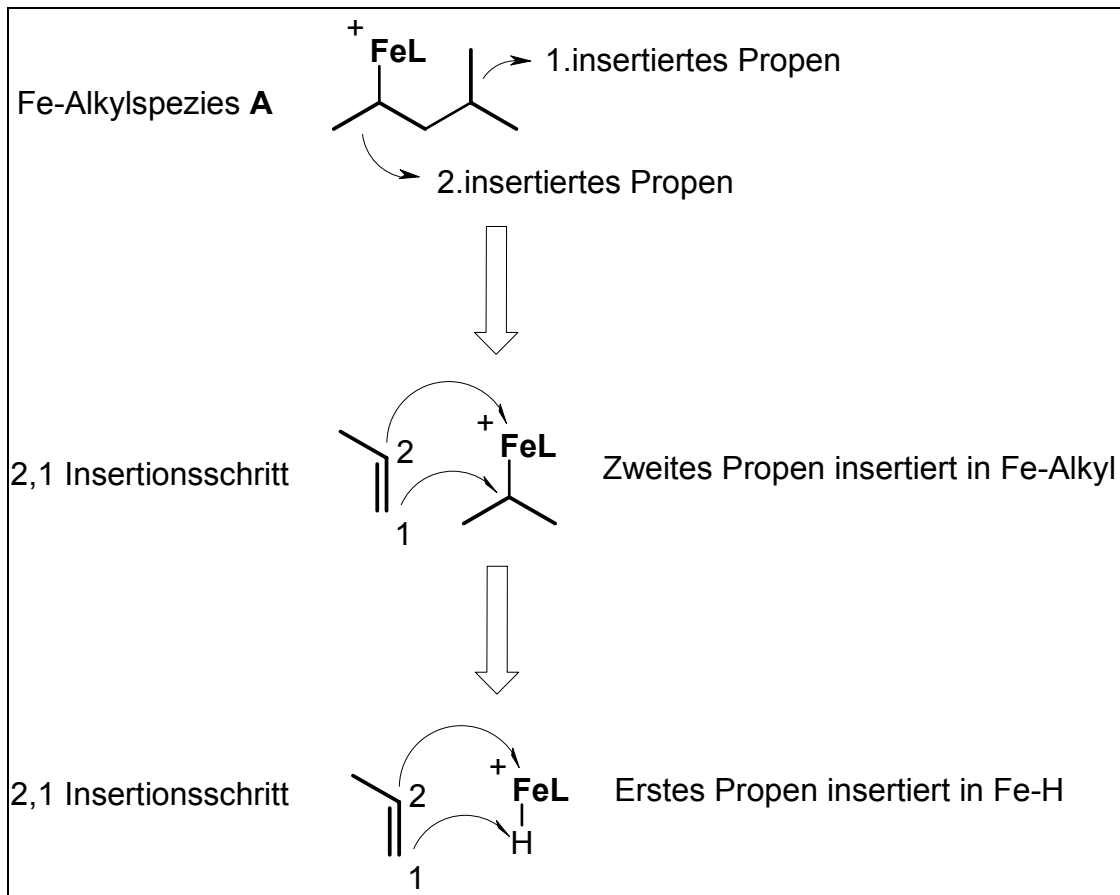 +
FeL
1.insertiertes Propen
Fe-Alkylspezies A
2.insertiertes Propen
+
FeL
2
2,1 Insertionsschritt
Zweites Propen insertiert in Fe-Alkyl
1
+
FeL
2
2,1 Insertionsschritt
Erstes Propen insertiert in Fe-H
H
1